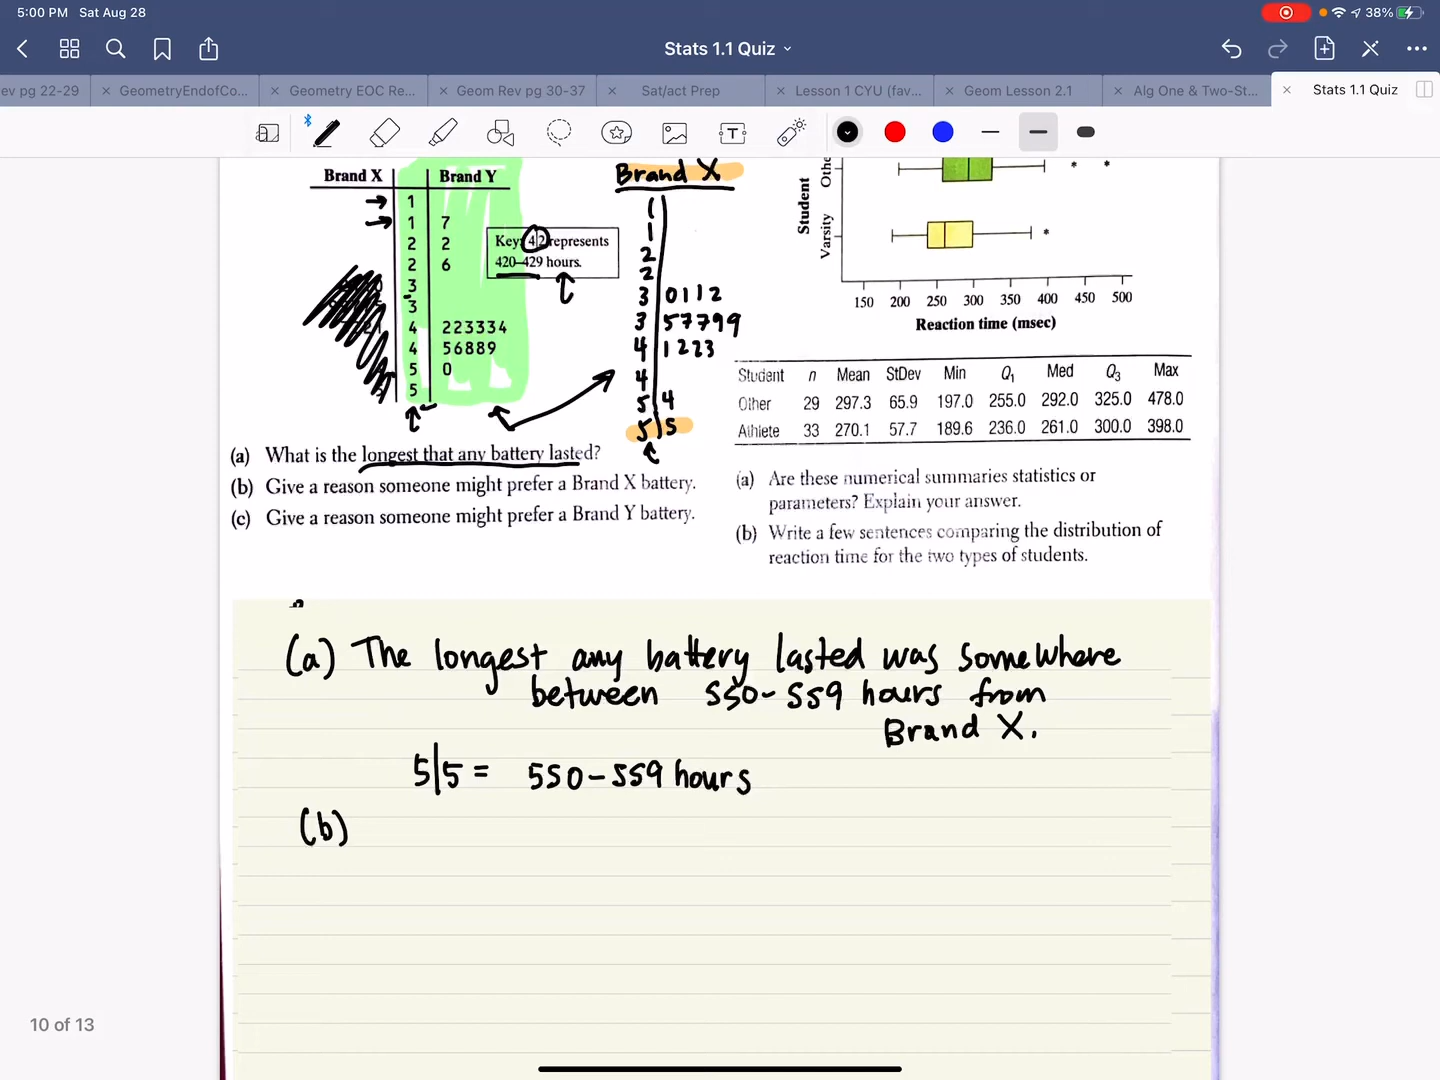 5:00 PM Sat Aug 28
38%
Stats 1.1 Quiz
ev pg 22-29
GeometryEndofCo...
Geometry EOC Re...
Geom Rev pg 30-37
Sat/act Prep
Lesson 1 CYU (fav...
Geom Lesson 2.1
Alg One & Two-St...
Stats 1.1 Quiz
Brand X Brand Y
1
1 7
2 2
2 6
3
3
4 223334
4 56889
5 0
5
Key: 4|2 represents
420–429 hours.
Brand X
1
1
2
2
3 0112
3 57799
4 1223
4
5 4
5 5
(a) What is the longest that any battery lasted?
(b) Give a reason someone might prefer a Brand X battery.
(c) Give a reason someone might prefer a Brand Y battery.
Student
Othe
Varsity
150 200 250 300 350 400 450 500
Reaction time (msec)
Student n Mean StDev Min Q1 Med Q3 Max
Other 29 297.3 65.9 197.0 255.0 292.0 325.0 478.0
Athlete 33 270.1 57.7 189.6 236.0 261.0 300.0 398.0
(a) Are these numerical summaries statistics or
parameters? Explain your answer.
(b) Write a few sentences comparing the distribution of
reaction time for the two types of students.
(a) The longest any battery lasted was somewhere
between 550-559 hours from
Brand X.
5|5 = 550-559 hours
(b)
10 of 13